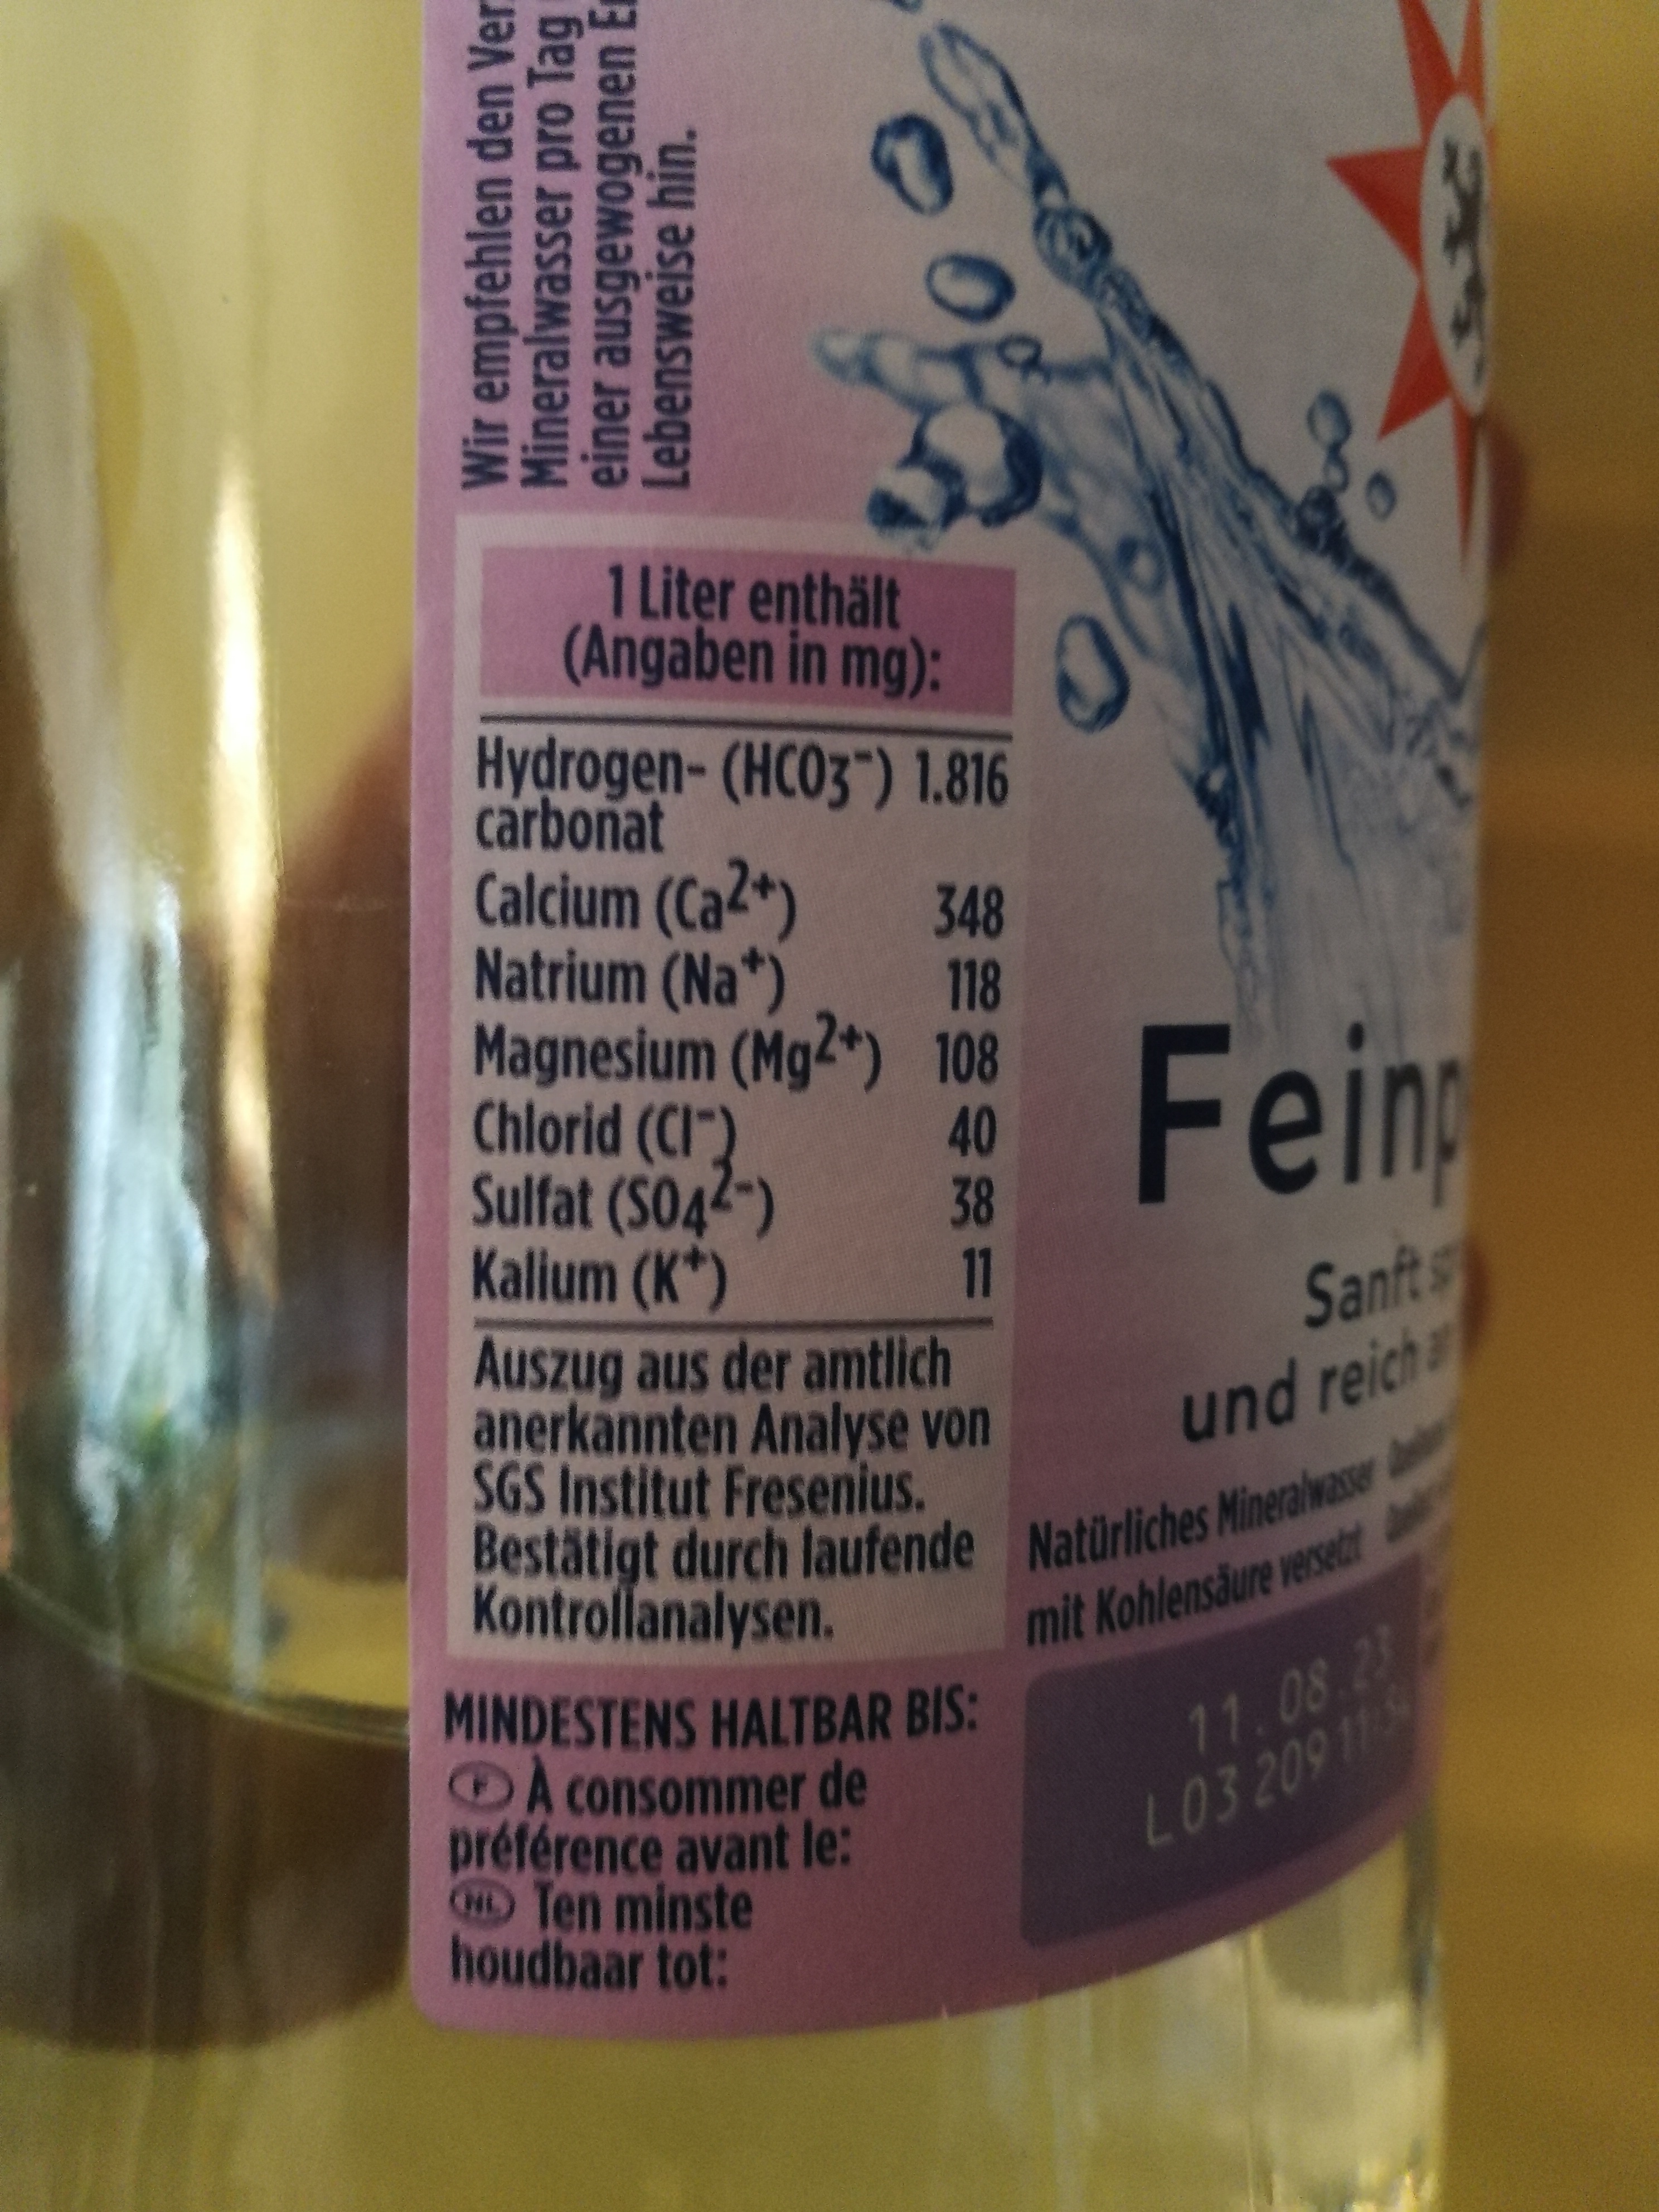 Wir empfehlen den
Mineralwasser pro Tag
einer ausgewogenen
Lebensweise hin.
1 Liter enthält
(Angaben in mg):
Hydrogen- (HCO3⁻) 1.816
carbonat
Calcium (Ca2+) 348
Natrium (Na+) 118
Magnesium (Mg2+) 108
Chlorid (Cl⁻) 40
Sulfat (SO4²⁻) 38
Kalium (K+) 11
Auszug aus der amtlich
anerkannten Analyse von
SGS Institut Fresenius.
Bestätigt durch laufende
Kontrollanalysen.
MINDESTENS HALTBAR BIS:
F À consommer de
préférence avant le:
NL Ten minste
houdbaar tot:
Feinp
Sanft
und reich
Natürliches Mineralwasser
mit Kohlensäure versetzt
11.08.23
L03 209